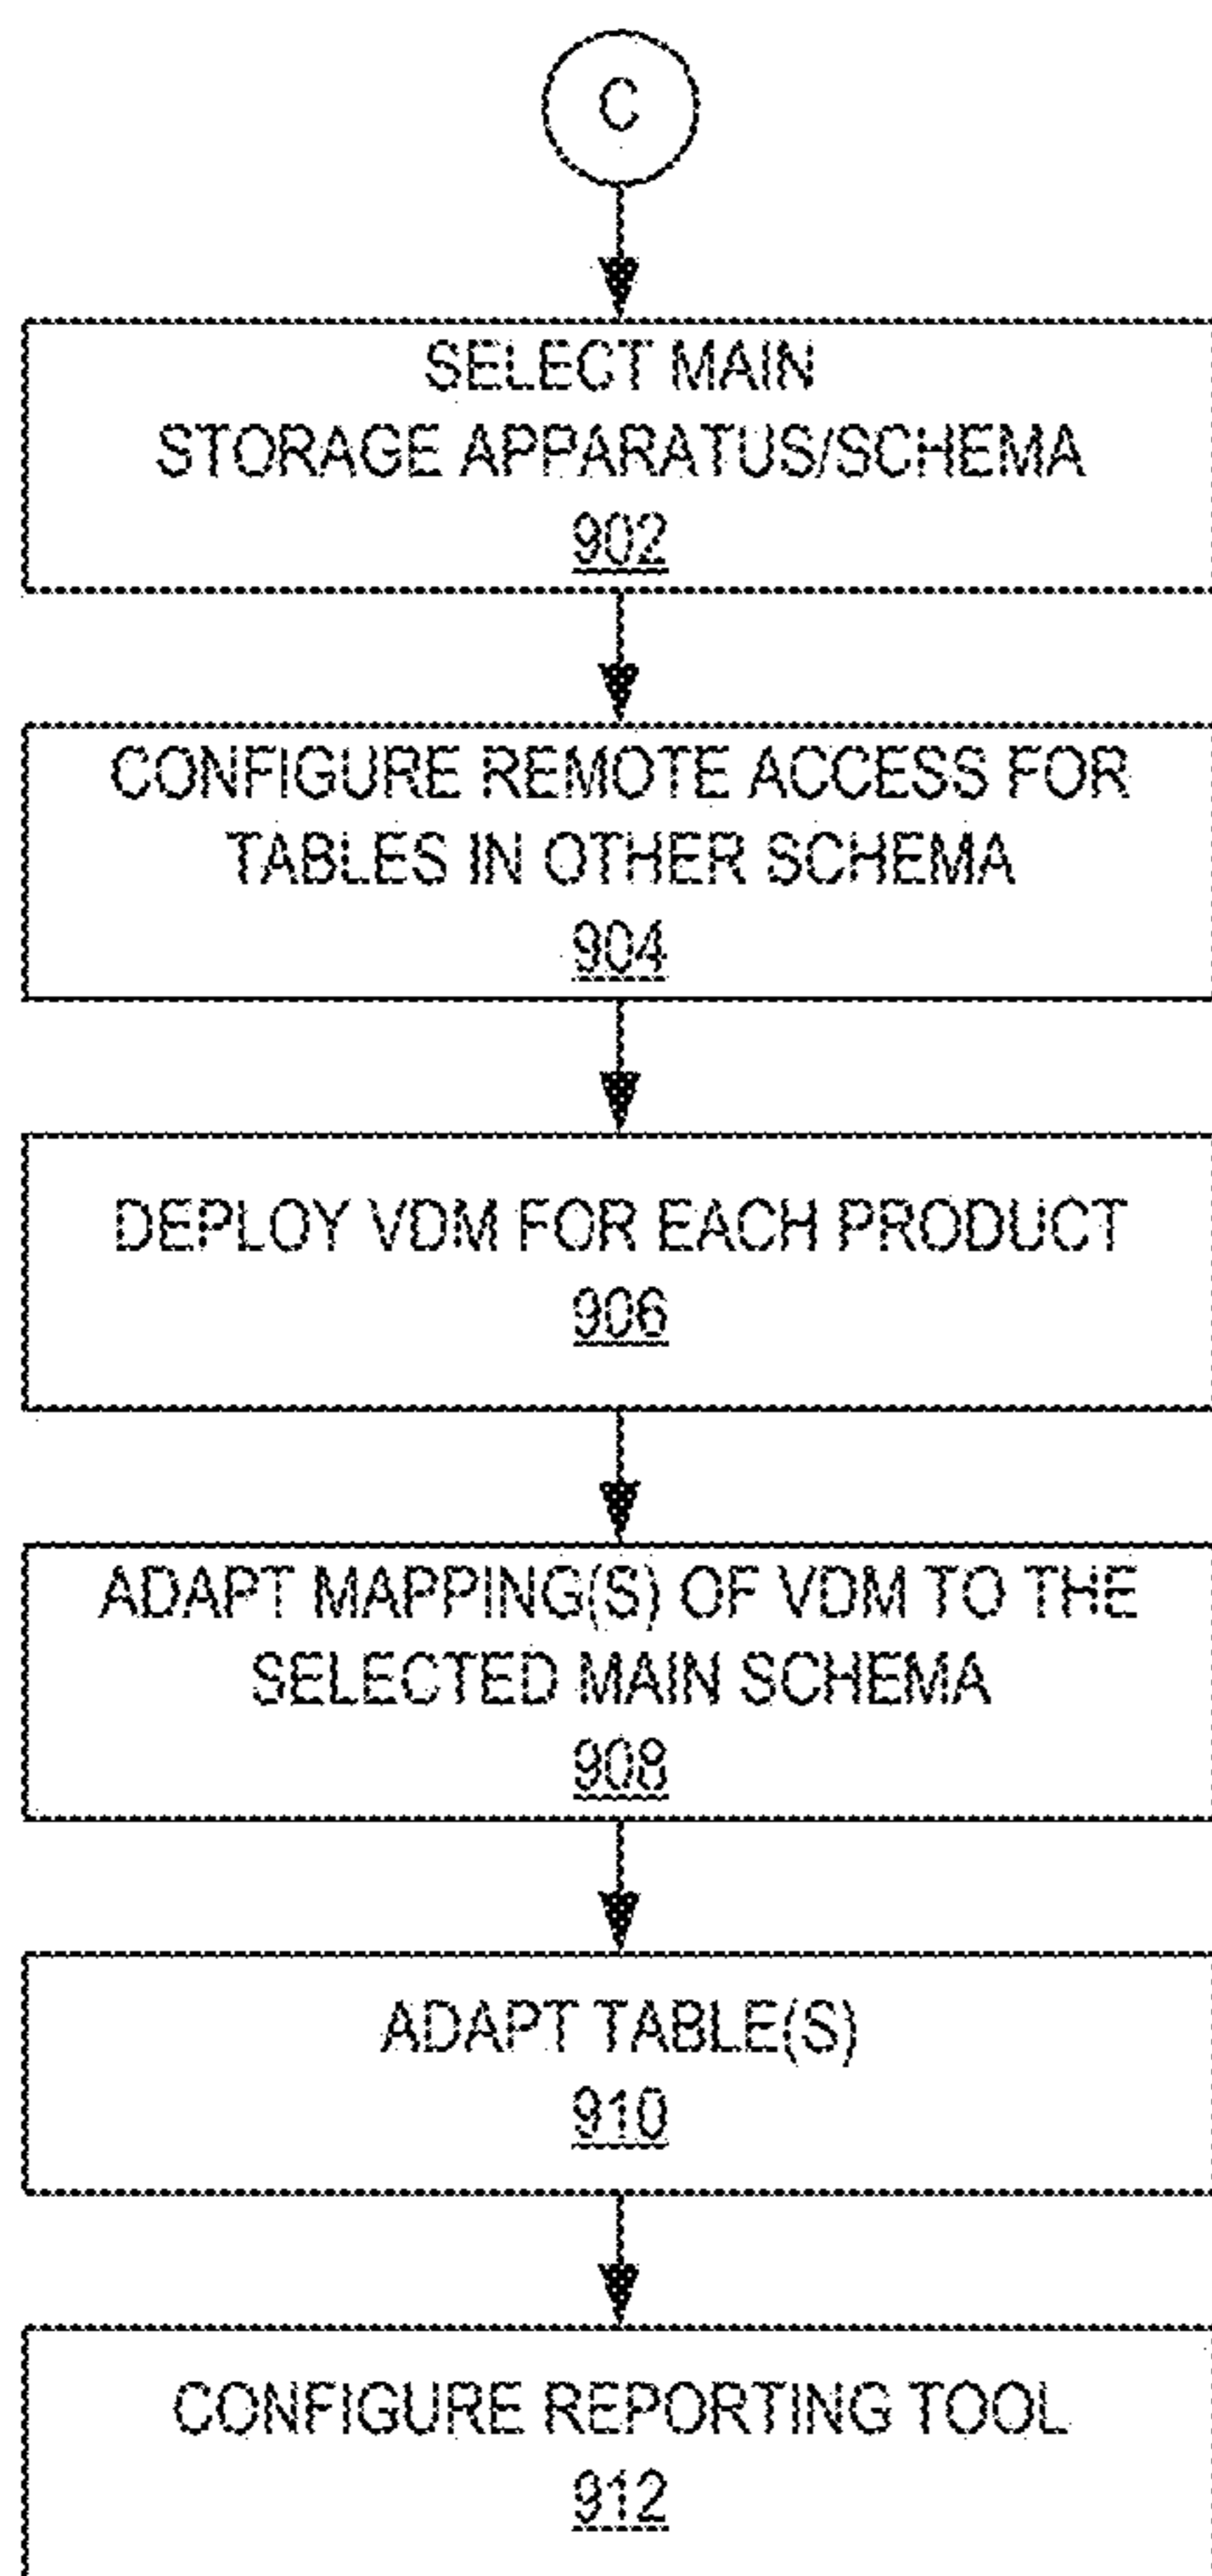 C
SELECT MAIN
STORAGE APPARATUS/SCHEMA
902
CONFIGURE REMOTE ACCESS FOR
TABLES IN OTHER SCHEMA
904
DEPLOY VDM FOR EACH PRODUCT
906
ADAPT MAPPING(S) OF VDM TO THE
SELECTED MAIN SCHEMA
908
ADAPT TABLE(S)
910
CONFIGURE REPORTING TOOL
912